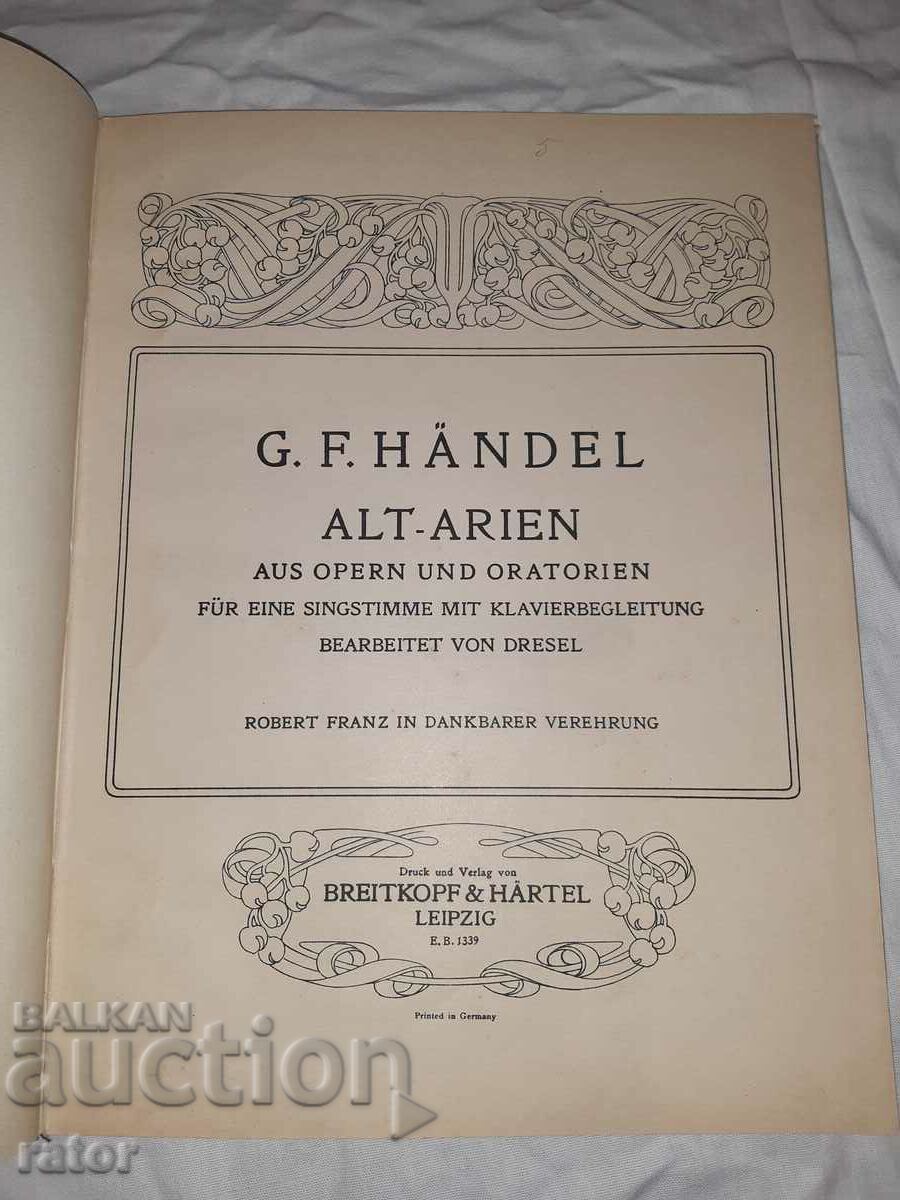 5
G. F. HÄNDEL
ALT-ARIEN
AUS OPERN UND ORATORIEN
FÜR EINE SINGSTIMME MIT KLAVIERBEGLEITUNG
BEARBEITET VON DRESEL
ROBERT FRANZ IN DANKBARER VEREHRUNG
Druck und Verlag von
BREITKOPF & HÄRTEL
LEIPZIG
E. B. 1339
Printed in Germany
BALKAN
auction
rator